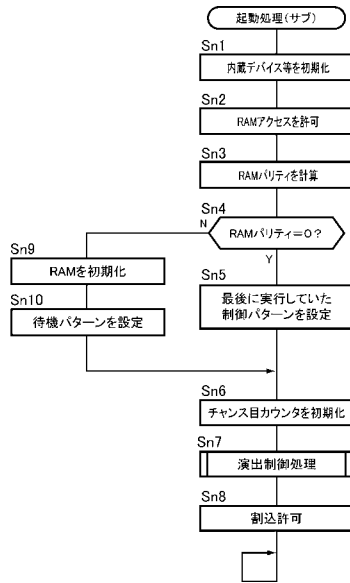 起動処理(サブ)
Sn1
内蔵デバイス等を初期化
Sn2
RAMアクセスを許可
Sn3
RAMパリティを計算
Sn4
RAMパリティ=0?
N
Y
Sn9
RAMを初期化
Sn10
待機パターンを設定
Sn5
最後に実行していた
制御パターンを設定
Sn6
チャンス目カウンタを初期化
Sn7
演出制御処理
Sn8
割込許可